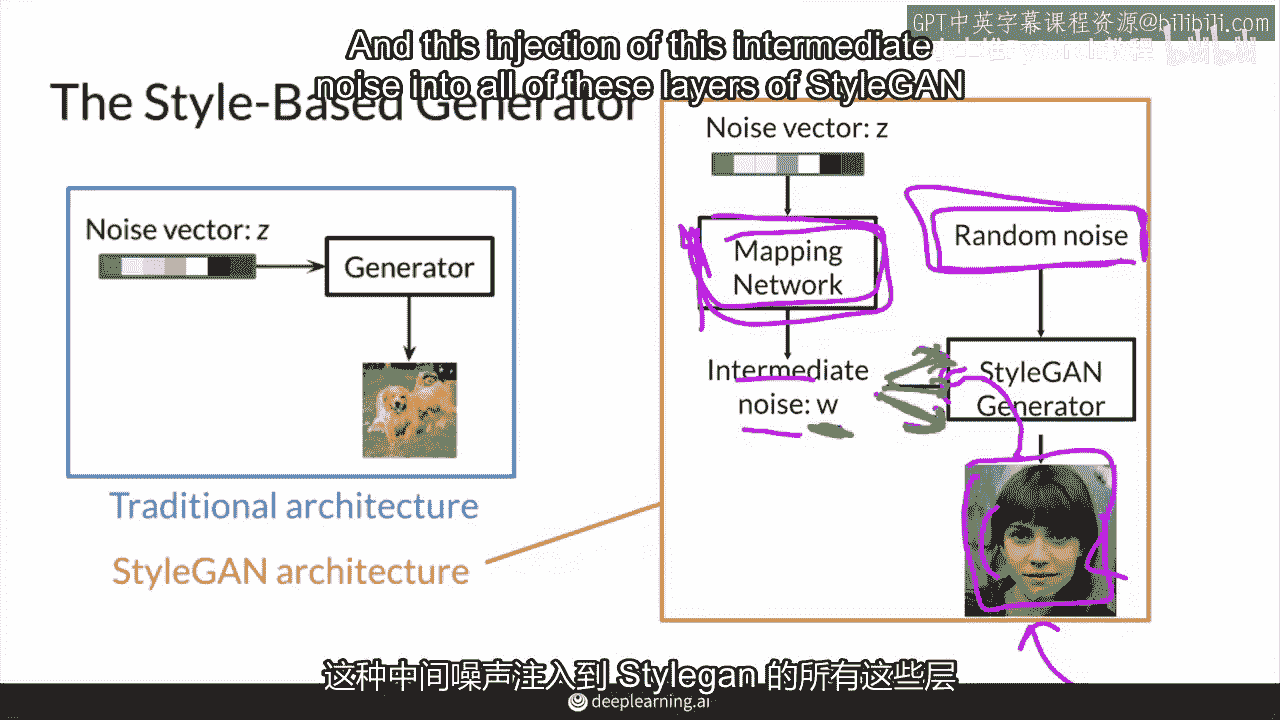 GPT中英字幕课程资源@bilibili.com
And this injection of this intermediate
noise into all of these layers of StyleGAN
The Style-Based Generator
Noise vector: z
Generator
Traditional architecture
StyleGAN architecture
Noise vector: z
Mapping
Network
Intermediate
noise: w
Random noise
StyleGAN
Generator
这种中间噪声注入到 Stylegan 的所有这些层
deeplearning.ai